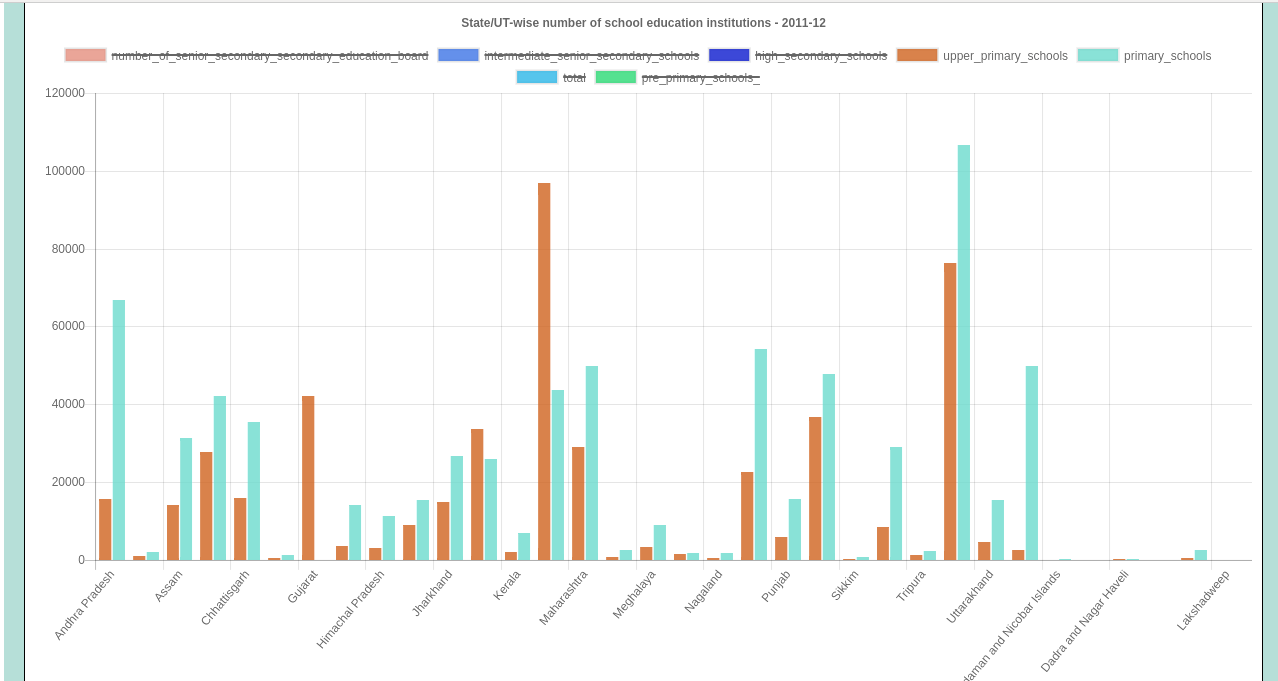 State/UT-wise number of school education institutions - 2011-12
number_of_senior_secondary_secondary_education_board intermediate_senior_secondary_schools high_secondary_schools upper_primary_schools primary_schools
total pre_primary_schools_
120000
100000
80000
60000
40000
20000
0
Andhra Pradesh
Assam
Chhattisgarh
Gujarat
Himachal Pradesh
Jharkhand
Kerala
Maharashtra
Meghalaya
Nagaland
Punjab
Sikkim
Tripura
Uttarakhand
daman and Nicobar Islands
Dadra and Nagar Haveli
Lakshadweep